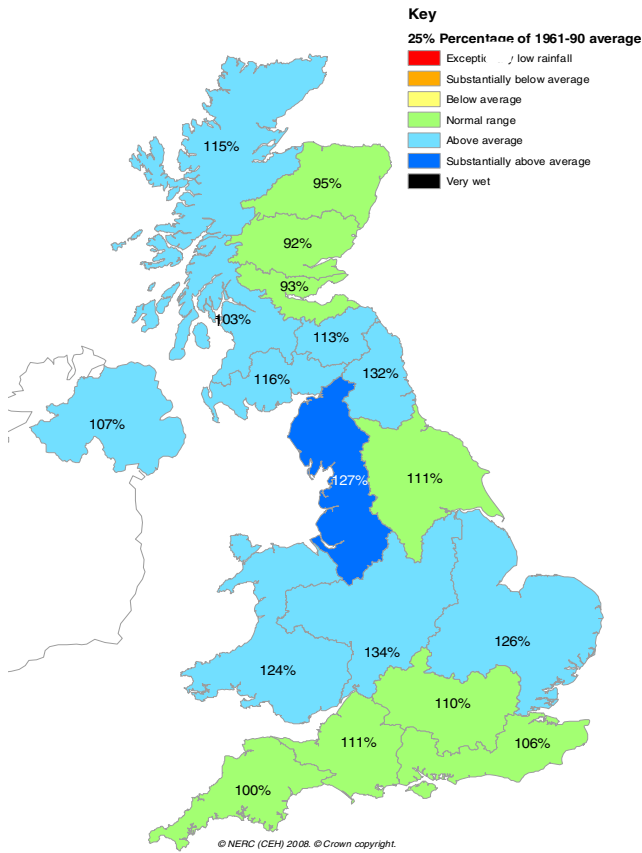 Key
25% Percentage of 1961-90 average
low rainfall
Substantially below average
Below average
Normal range
Above average
Substantially above average
Very wet
115%
95%
92%
93%
103%
113%
116%
132%
107%
127%
111%
126%
134%
124%
110%
111%
106%
100%
© NERC (CEH) 2008. © Crown copyright.